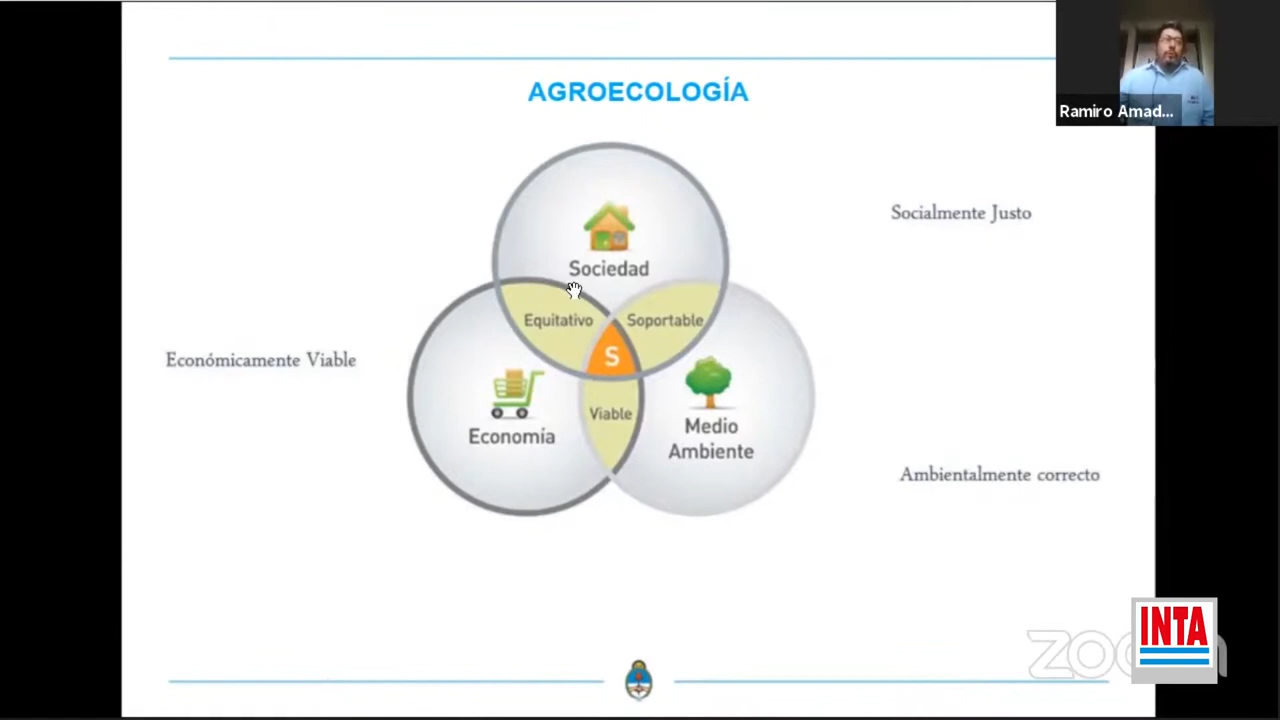 AGROECOLOGÍA
Ramiro Amad...
Socialmente Justo
Sociedad
Equitativo
Soportable
S
Económicamente Viable
Viable
Economía
Medio
Ambiente
Ambientalmente correcto
INTA
zoom